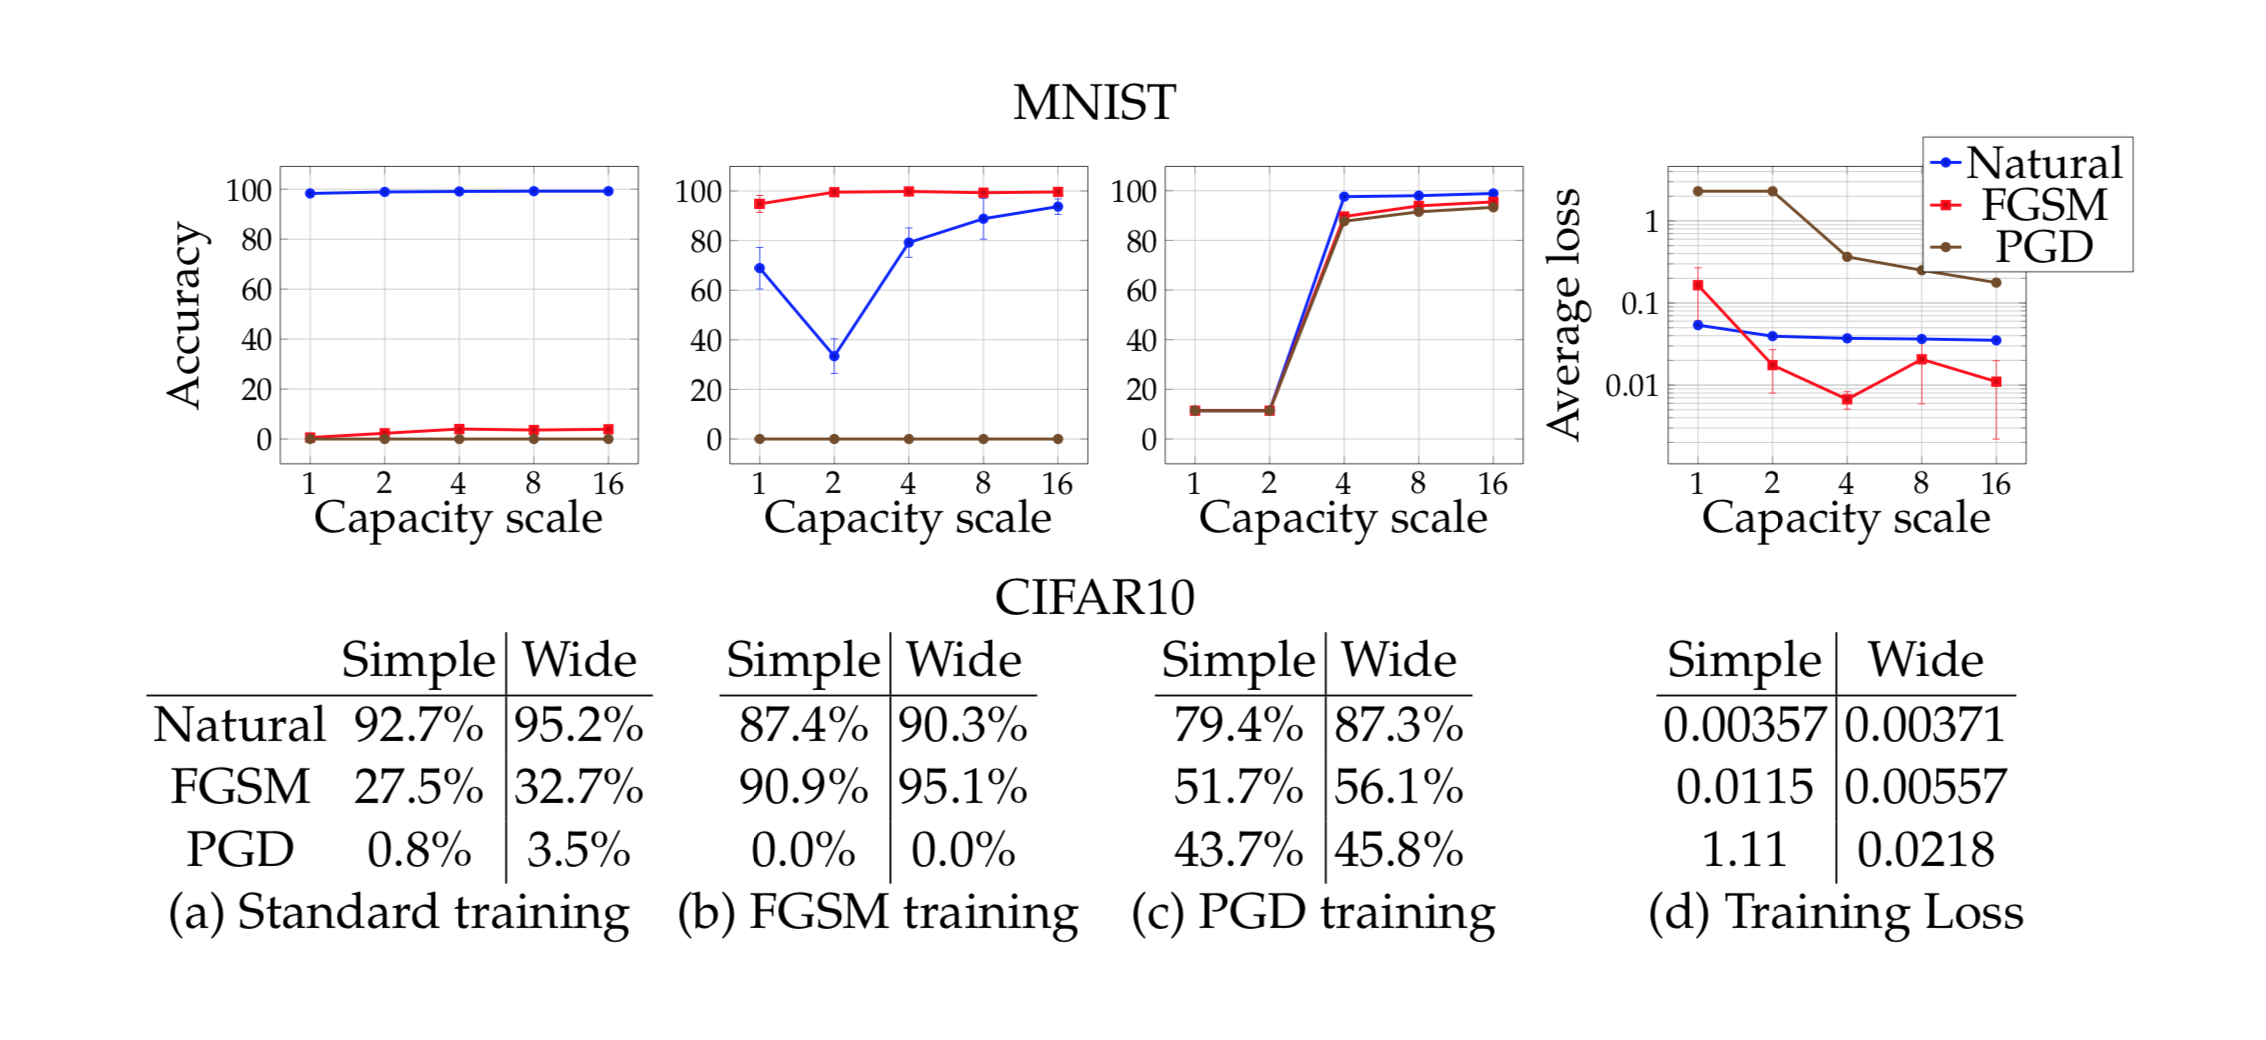 MNIST
Accuracy
100
80
60
40
20
0
1 2 4 8 16
Capacity scale
100
80
60
40
20
0
1 2 4 8 16
Capacity scale
100
80
60
40
20
0
1 2 4 8 16
Capacity scale
Average loss
1
0.1
0.01
1 2 4 8 16
Capacity scale
Natural
FGSM
PGD
CIFAR10
Simple Wide Simple Wide Simple Wide Simple Wide
Natural 92.7% 95.2% 87.4% 90.3% 79.4% 87.3% 0.00357 0.00371
FGSM 27.5% 32.7% 90.9% 95.1% 51.7% 56.1% 0.0115 0.00557
PGD 0.8% 3.5% 0.0% 0.0% 43.7% 45.8% 1.11 0.0218
(a) Standard training (b) FGSM training (c) PGD training (d) Training Loss